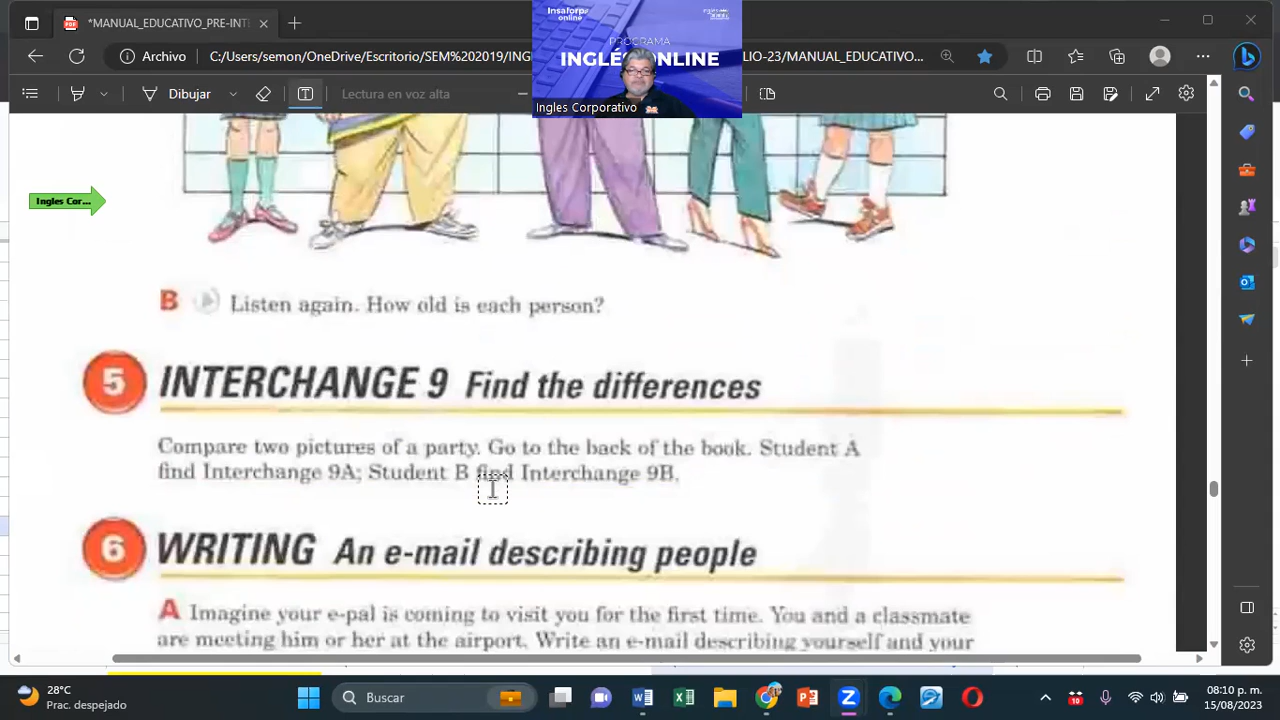 *MANUAL_EDUCATIVO_PRE-INT
Insaforp
online
PROGRAMA
INGLÉS ONLINE
Ingles Corporativo
Archivo
C:/Users/semon/OneDrive/Escritorio/SEM %202019/ING
LIO-23/MANUAL_EDUCATIVO...
Dibujar
Lectura en voz alta
Ingles Cor...
B Listen again. How old is each person?
5 INTERCHANGE 9 Find the differences
Compare two pictures of a party. Go to the back of the book. Student A
find Interchange 9A; Student B find Interchange 9B.
6 WRITING An e-mail describing people
A Imagine your e-pal is coming to visit you for the first time. You and a classmate
are meeting him or her at the airport. Write an e-mail describing yourself and your
28°C
Prac. despejado
Buscar
10
08:10 p. m.
15/08/2023